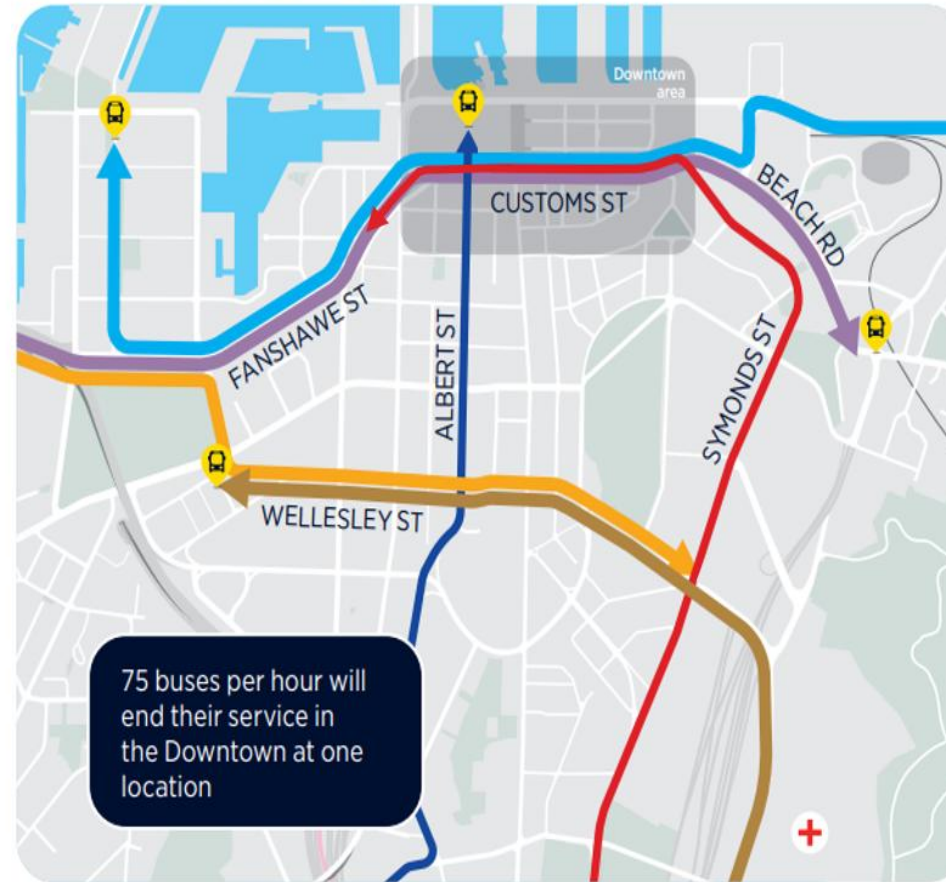 Downtown
area
CUSTOMS ST
BEACH RD
FANSHAWE ST
ALBERT ST
SYMONDS ST
WELLESLEY ST
75 buses per hour will
end their service in
the Downtown at one
location